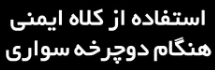 استفاده از کلاه ایمنی
هنگام دوچرخه سواری